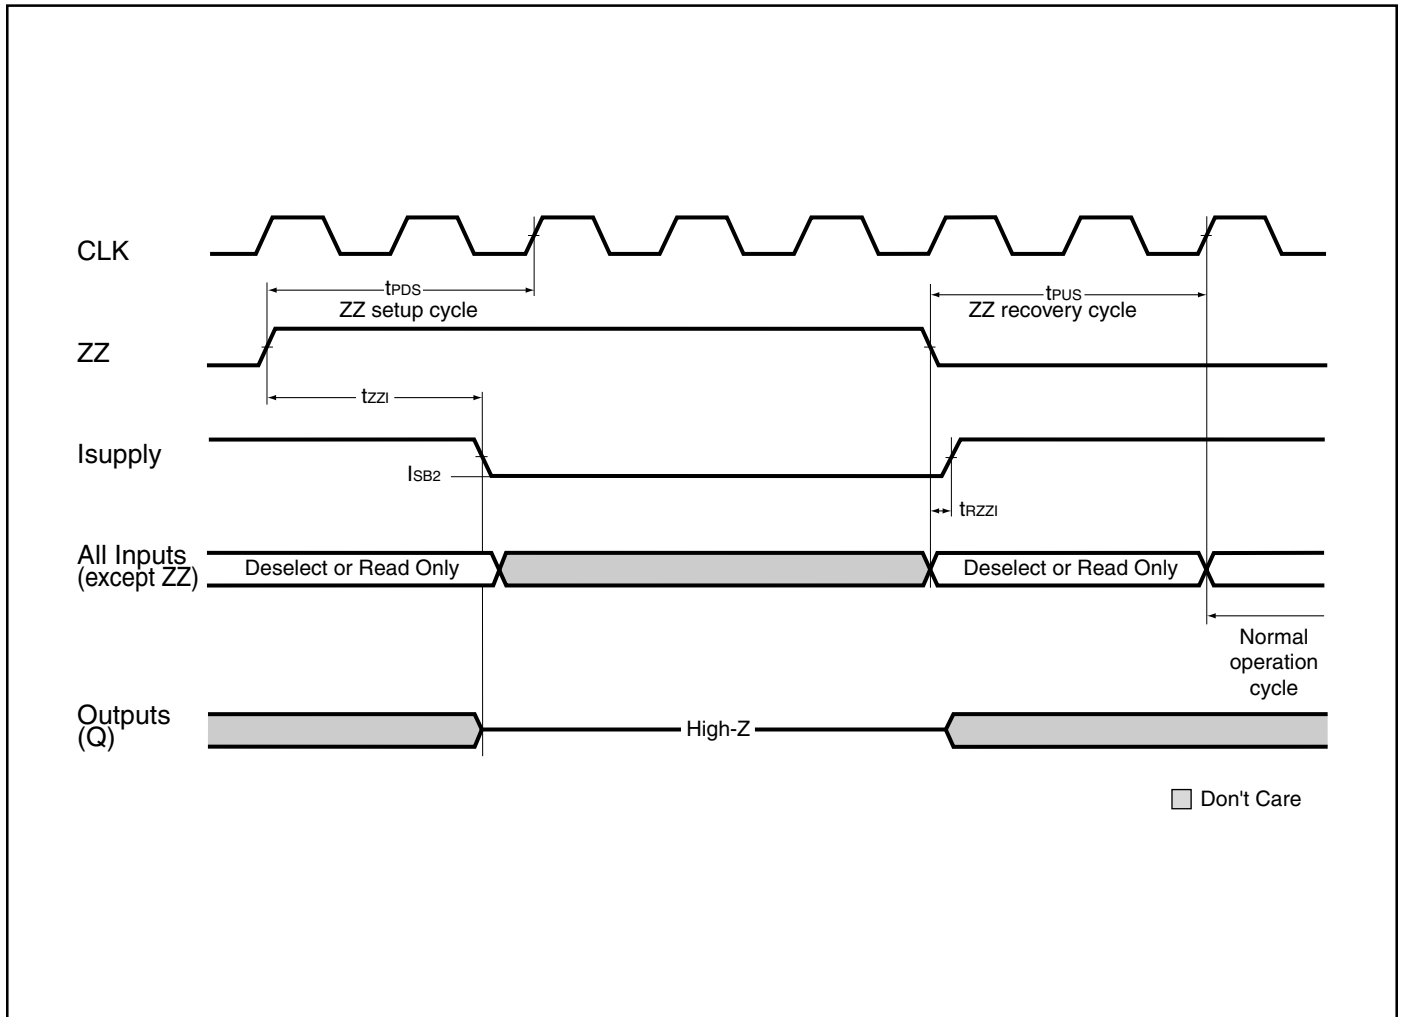 CLK
tPDS
ZZ setup cycle
tPUS
ZZ recovery cycle
ZZ
tZZI
Isupply
ISB2
tRZZI
All Inputs
(except ZZ)
Deselect or Read Only
Deselect or Read Only
Normal
operation
cycle
Outputs
(Q)
High-Z
Don't Care